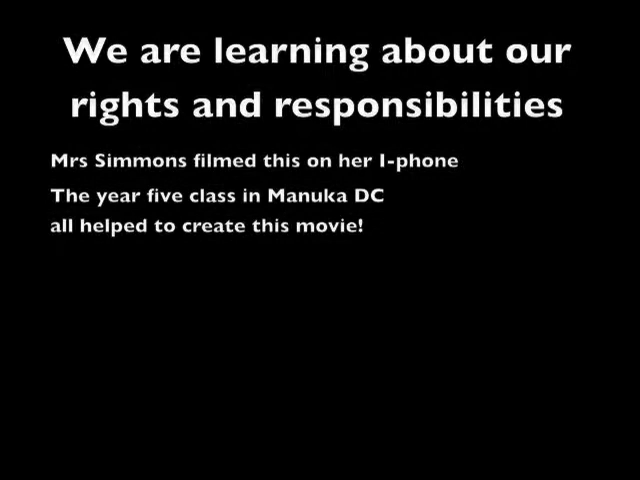 We are learning about our
rights and responsibilities
Mrs Simmons filmed this on her I-phone
The year five class in Manuka DC
all helped to create this movie!